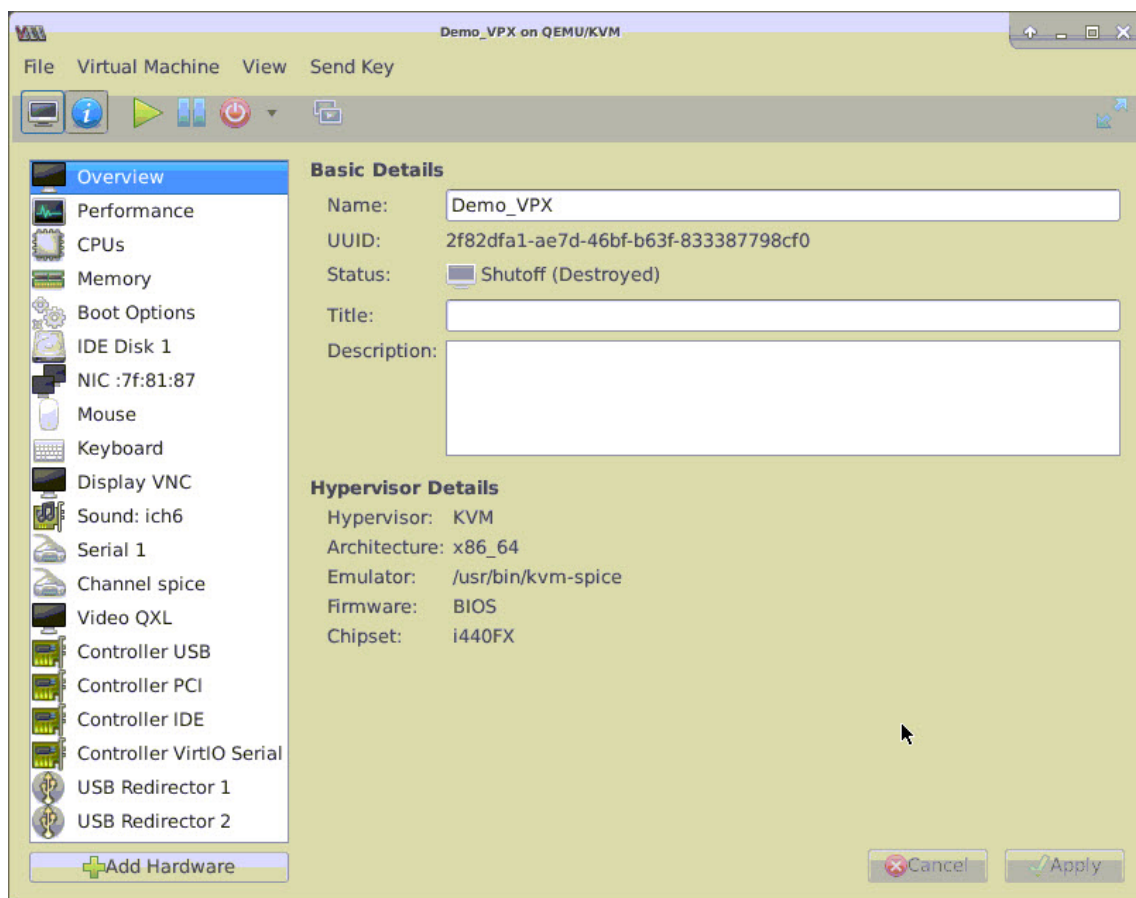 Demo_VPX on QEMU/KVM
File Virtual Machine View Send Key
Overview
Performance
CPUs
Memory
Boot Options
IDE Disk 1
NIC :7f:81:87
Mouse
Keyboard
Display VNC
Sound: ich6
Serial 1
Channel spice
Video QXL
Controller USB
Controller PCI
Controller IDE
Controller VirtIO Serial
USB Redirector 1
USB Redirector 2
Add Hardware
Basic Details
Name: Demo_VPX
UUID: 2f82dfa1-ae7d-46bf-b63f-833387798cf0
Status: Shutoff (Destroyed)
Title:
Description:
Hypervisor Details
Hypervisor: KVM
Architecture: x86_64
Emulator: /usr/bin/kvm-spice
Firmware: BIOS
Chipset: i440FX
Cancel Apply